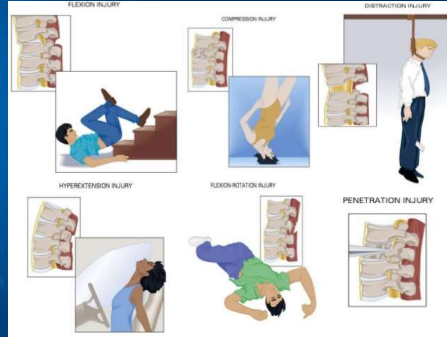 FLEXION INJURY
COMPRESSION INJURY
DISTRACTION INJURY
HYPEREXTENSION INJURY
FLEXION-ROTATION INJURY
PENETRATION INJURY